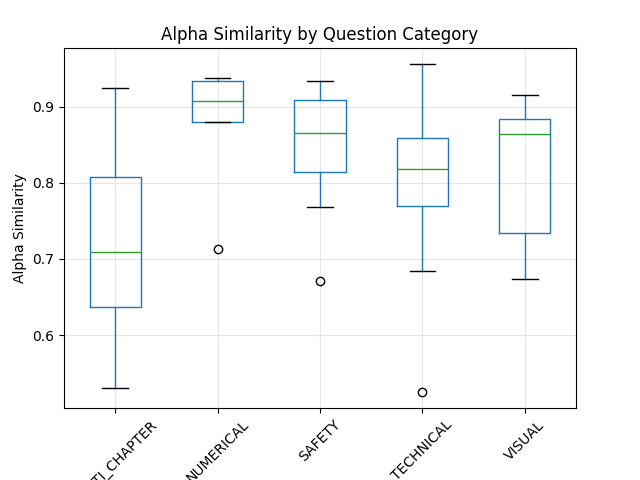 Alpha Similarity by Question Category
Alpha Similarity
0.9
0.8
0.7
0.6
TI_CHAPTER
NUMERICAL
SAFETY
TECHNICAL
VISUAL